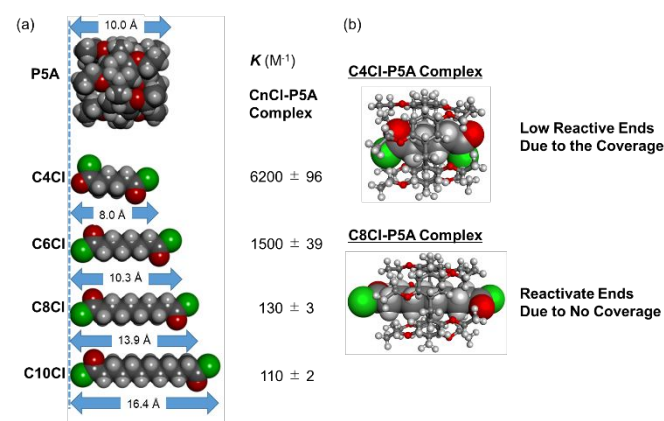 (a)
10.0 Å
P5A
K (M-1)
CnCl-P5A
Complex
C4Cl
6200 ± 96
8.0 Å
C6Cl
1500 ± 39
10.3 Å
C8Cl
130 ± 3
13.9 Å
C10Cl
110 ± 2
16.4 Å
(b)
C4Cl-P5A Complex
Low Reactive Ends
Due to the Coverage
C8Cl-P5A Complex
Reactivate Ends
Due to No Coverage